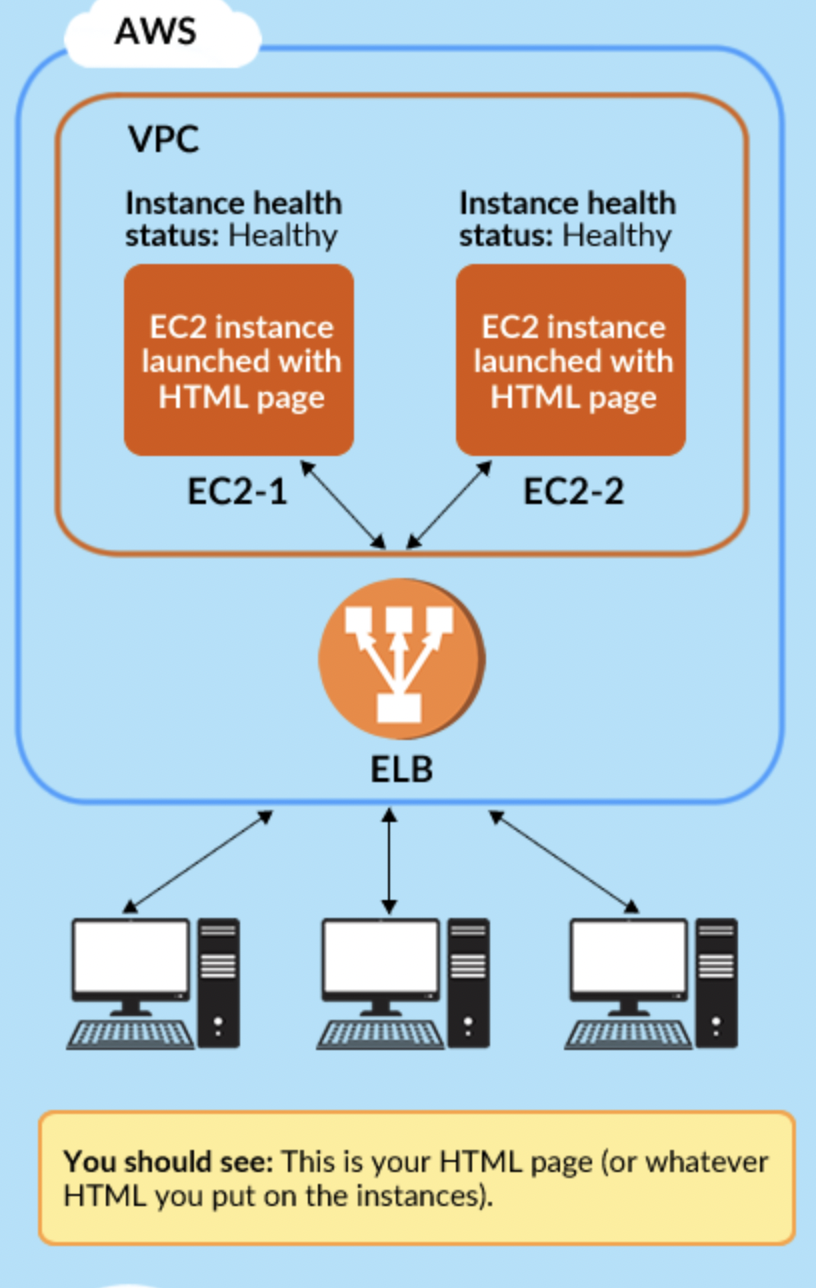 AWS
VPC
Instance health
status: Healthy
Instance health
status: Healthy
EC2 instance
launched with
HTML page
EC2 instance
launched with
HTML page
EC2-1
EC2-2
ELB
You should see: This is your HTML page (or whatever
HTML you put on the instances).